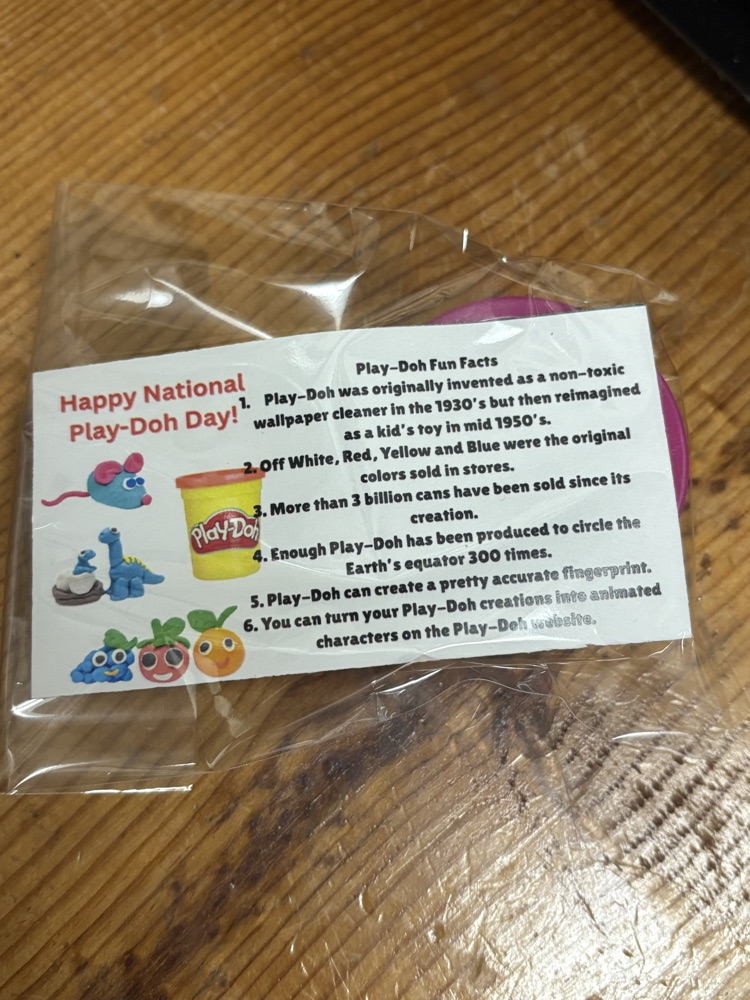 Happy National
Play-Doh Day!
Play-Doh
Play-Doh Fun Facts
1. Play-Doh was originally invented as a non-toxic
wallpaper cleaner in the 1930's but then reimagined
as a kid's toy in mid 1950's.
2. Off White, Red, Yellow and Blue were the original
colors sold in stores.
3. More than 3 billion cans have been sold since its
creation.
4. Enough Play-Doh has been produced to circle the
Earth's equator 300 times.
5. Play-Doh can create a pretty accurate fingerprint.
6. You can turn your Play-Doh creations into animated
characters on the Play-Doh website.